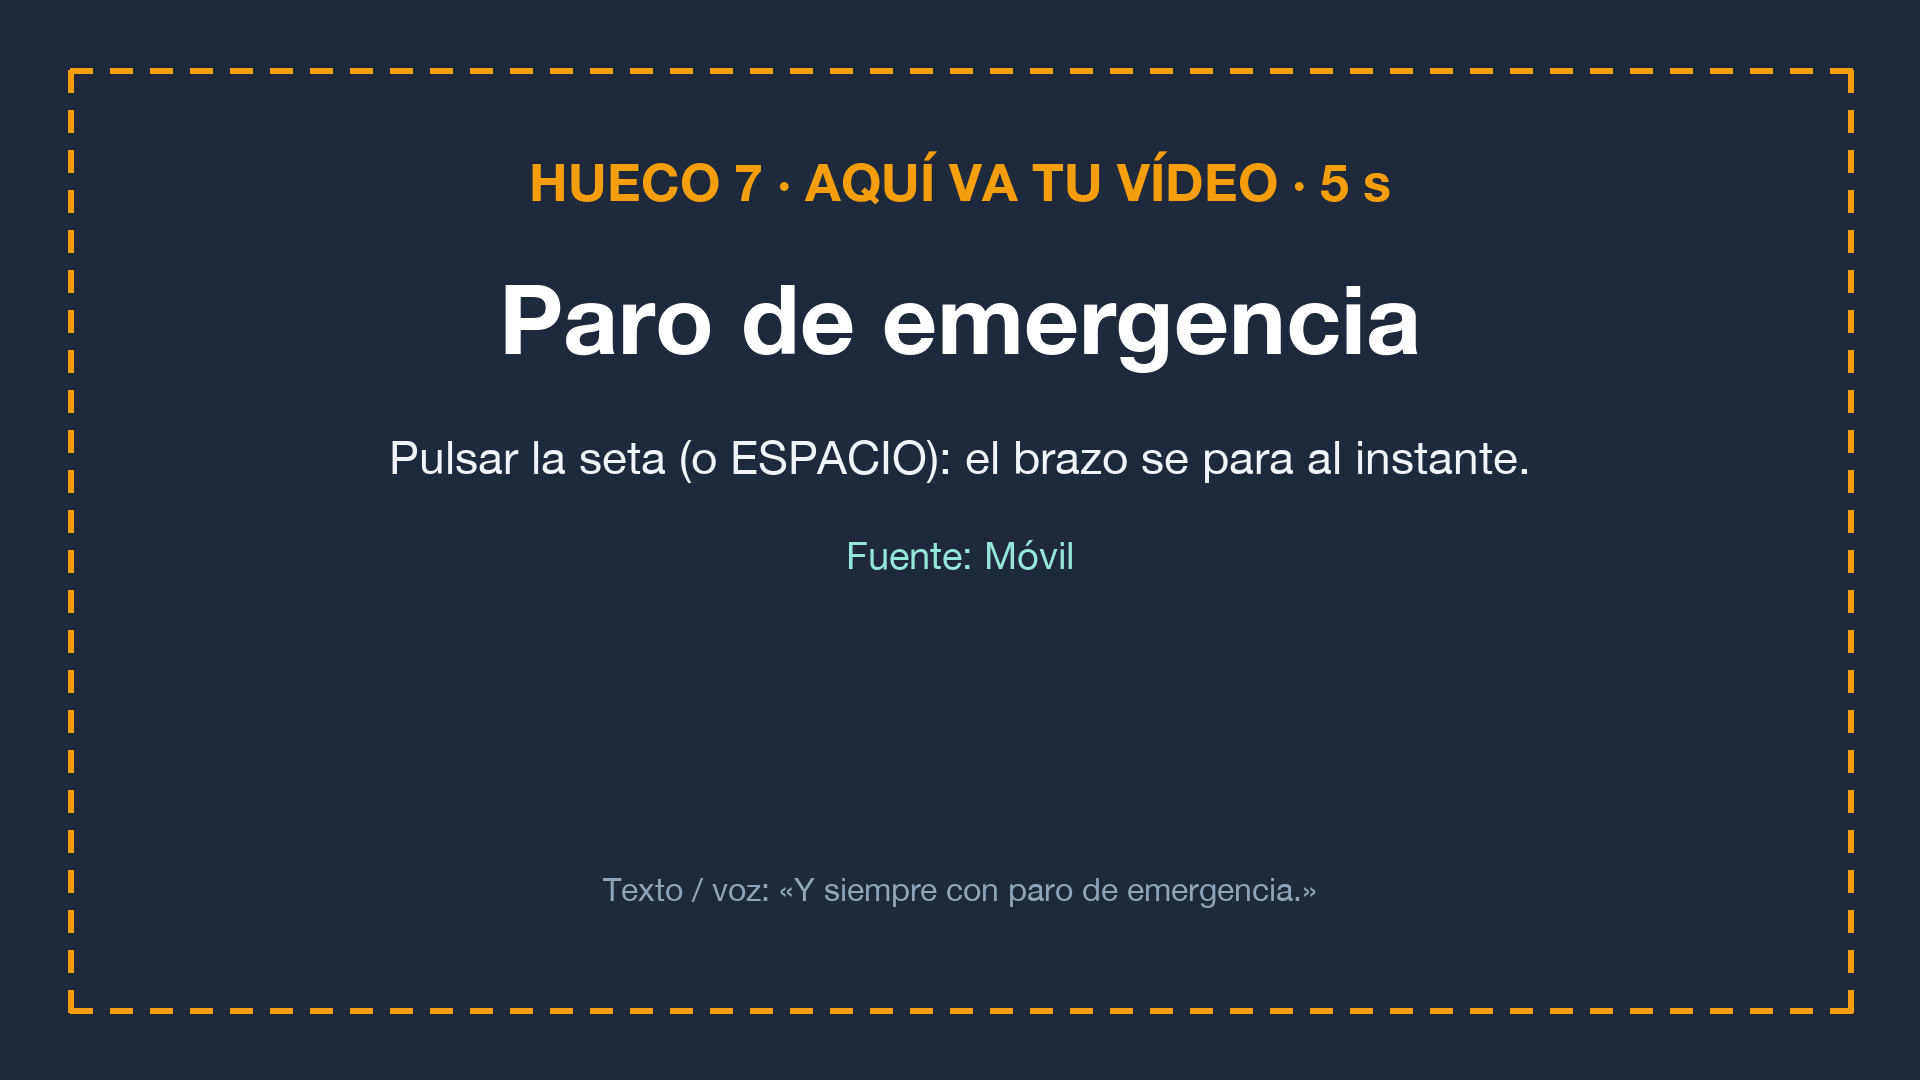 HUECO 7 · AQUÍ VA TU VÍDEO · 5 s
Paro de emergencia
Pulsar la seta (o ESPACIO): el brazo se para al instante.
Fuente: Móvil
Texto / voz: «Y siempre con paro de emergencia.»